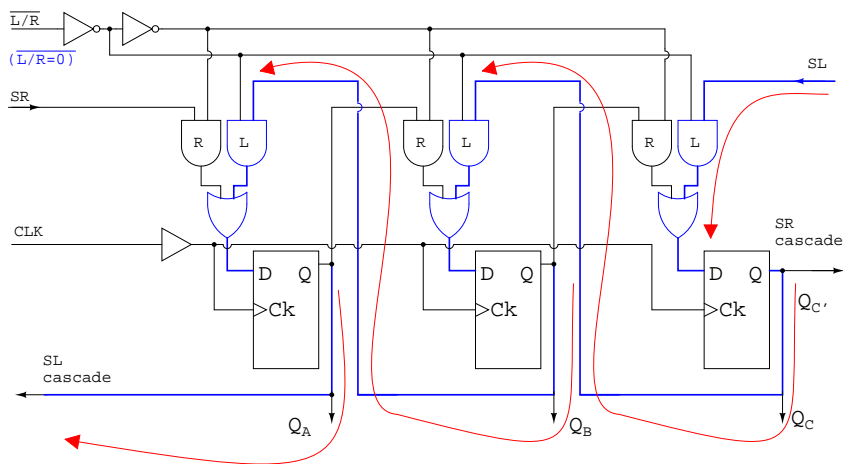 L/R
(L/R=0)
SL
SR
R
L
R
L
R
L
CLK
SR
cascade
D Q
Ck
D Q
Ck
D Q
Ck
QC'
SL
cascade
QA
QB
QC